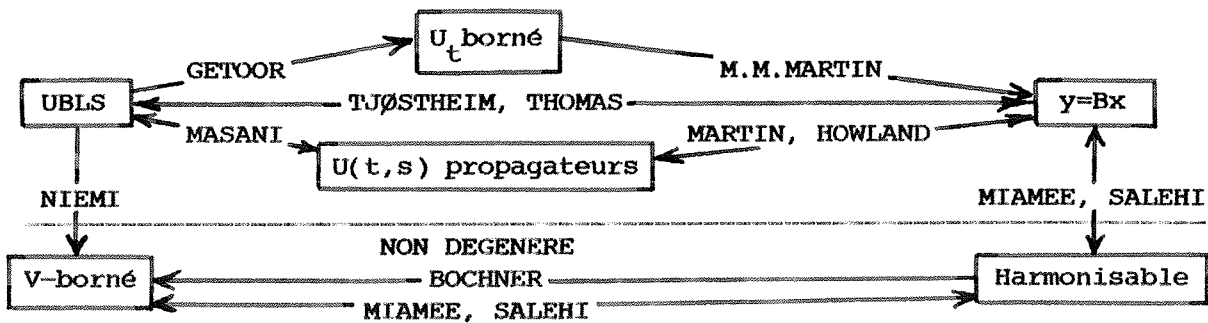 U_t borné
GETOOR
M.M.MARTIN
UBLS
TJØSTHEIM, THOMAS
y=Bx
MASANI
MARTIN, HOWLAND
U(t,s) propagateurs
NIEMI
MIAMEE, SALEHI
NON DEGENERE
V-borné
BOCHNER
Harmonisable
MIAMEE, SALEHI